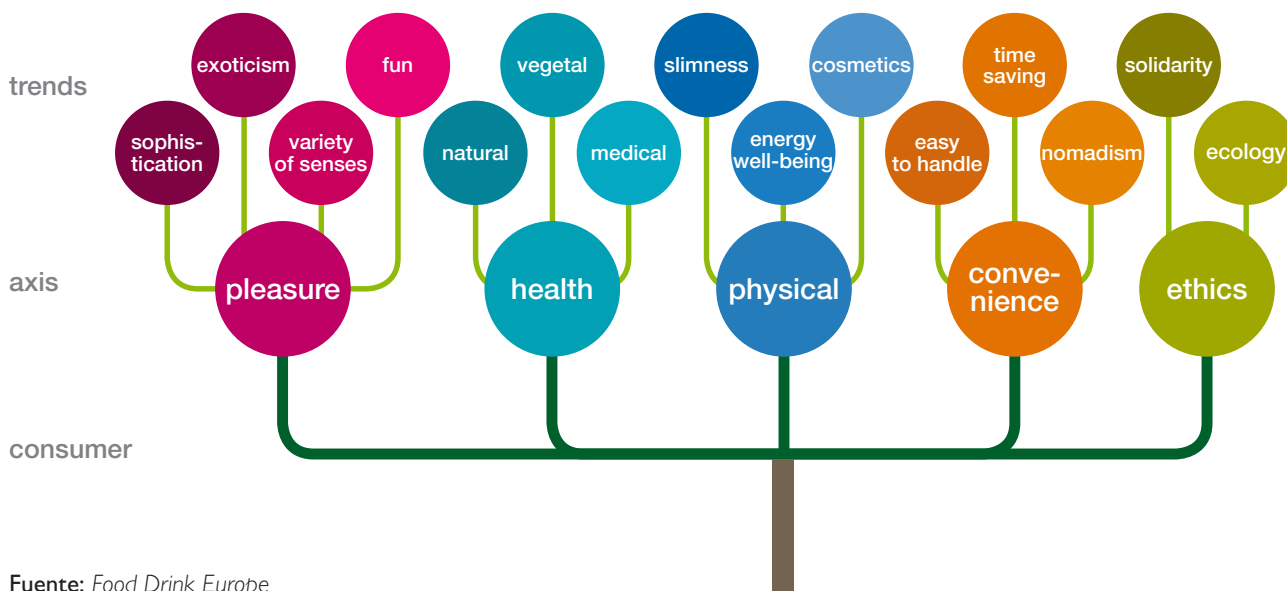 trends
exoticism
fun
vegetal
slimness
cosmetics
time
saving
solidarity
sophis-
tication
variety
of senses
natural
medical
energy
well-being
easy
to handle
nomadism
ecology
axis
pleasure
health
physical
conve-
nience
ethics
consumer
Fuente: Food Drink Europe